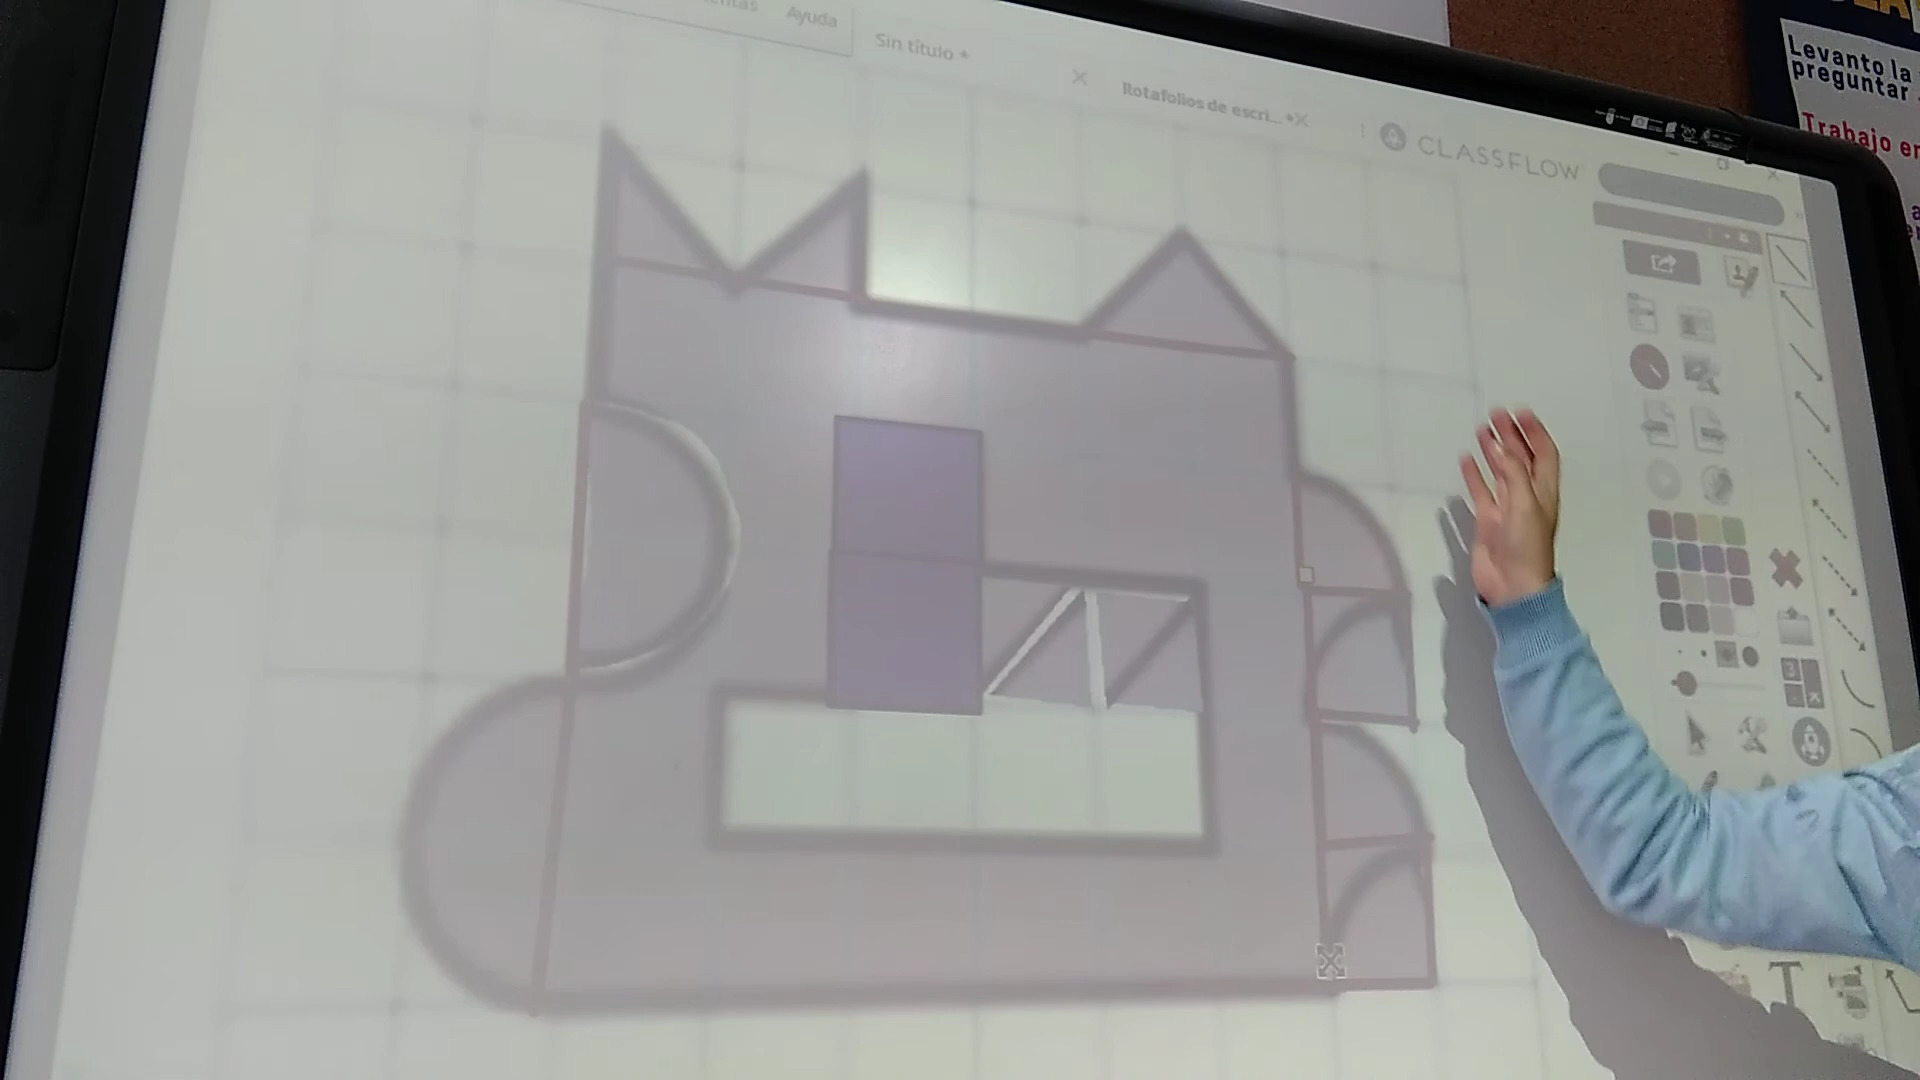 Ayuda
Sin título *
Rotafolios de escri... *
CLASSFLOW
Levanto la
preguntar
Trabajo en